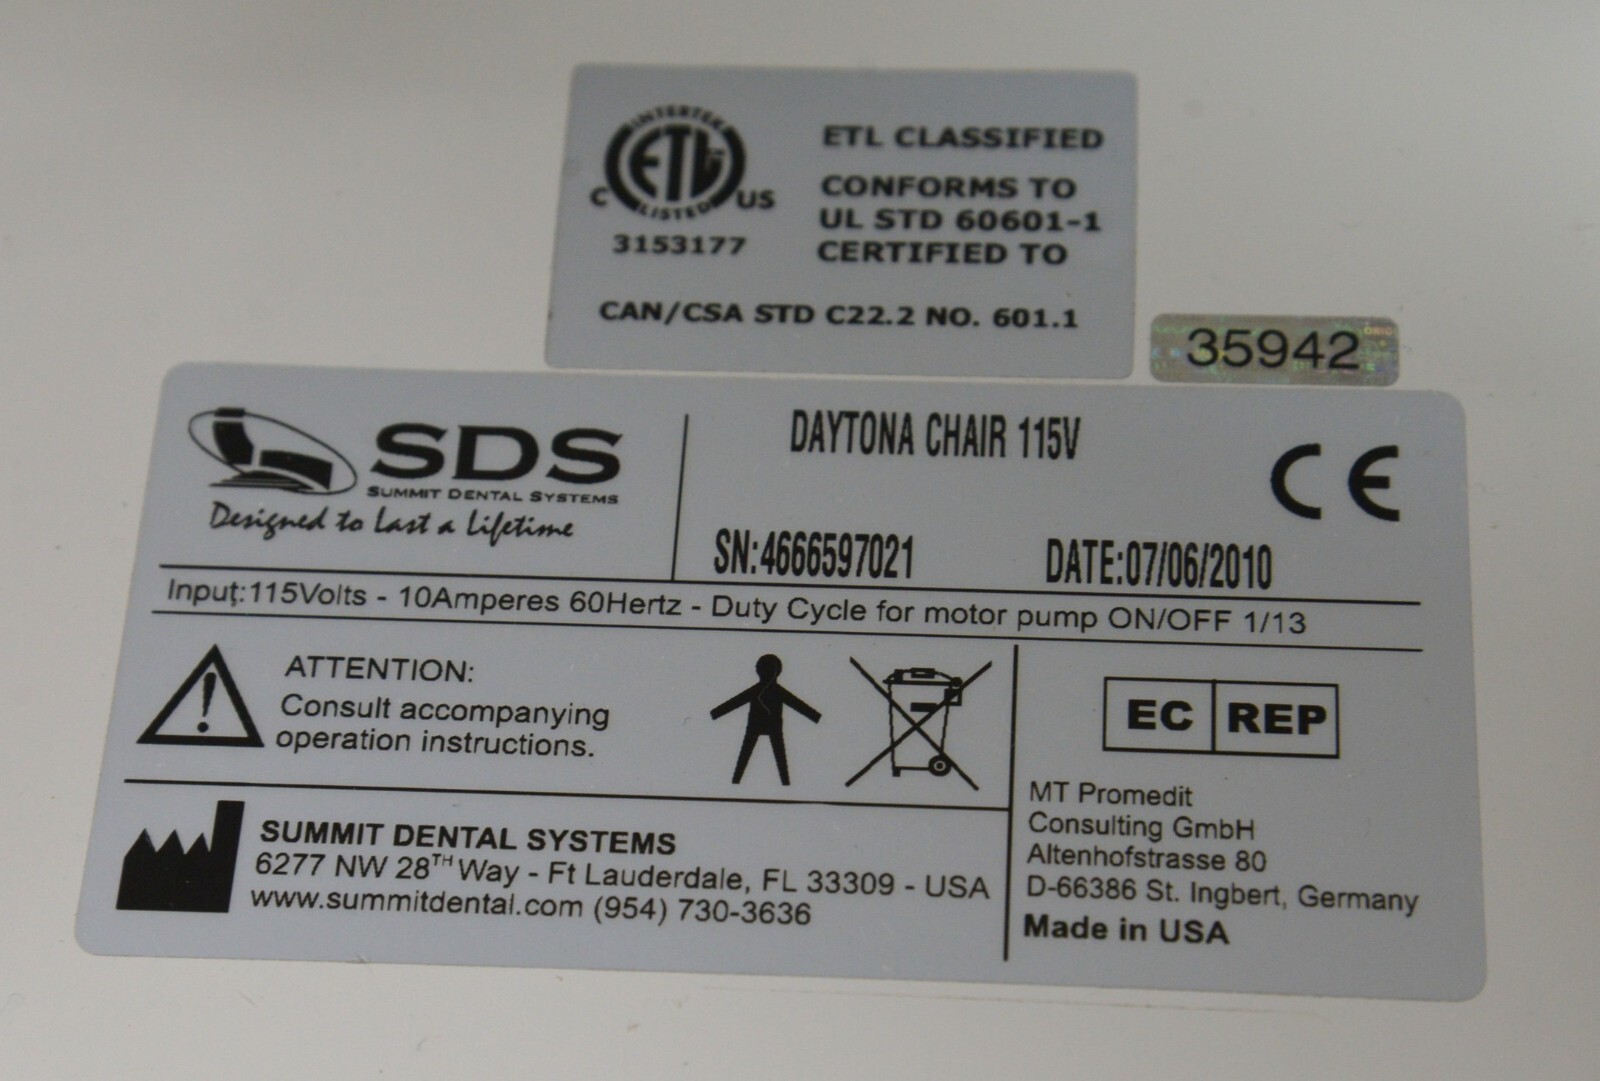 INTERTEK
ETL
LISTED
C US
3153177
ETL CLASSIFIED
CONFORMS TO
UL STD 60601-1
CERTIFIED TO
CAN/CSA STD C22.2 NO. 601.1
35942
SDS
SUMMIT DENTAL SYSTEMS
Designed to Last a Lifetime
DAYTONA CHAIR 115V
CE
SN:4666597021 DATE:07/06/2010
Input:115Volts - 10Amperes 60Hertz - Duty Cycle for motor pump ON/OFF 1/13
ATTENTION:
Consult accompanying
operation instructions.
EC REP
MT Promedit
Consulting GmbH
Altenhofstrasse 80
D-66386 St. Ingbert, Germany
Made in USA
SUMMIT DENTAL SYSTEMS
6277 NW 28TH Way - Ft Lauderdale, FL 33309 - USA
www.summitdental.com (954) 730-3636